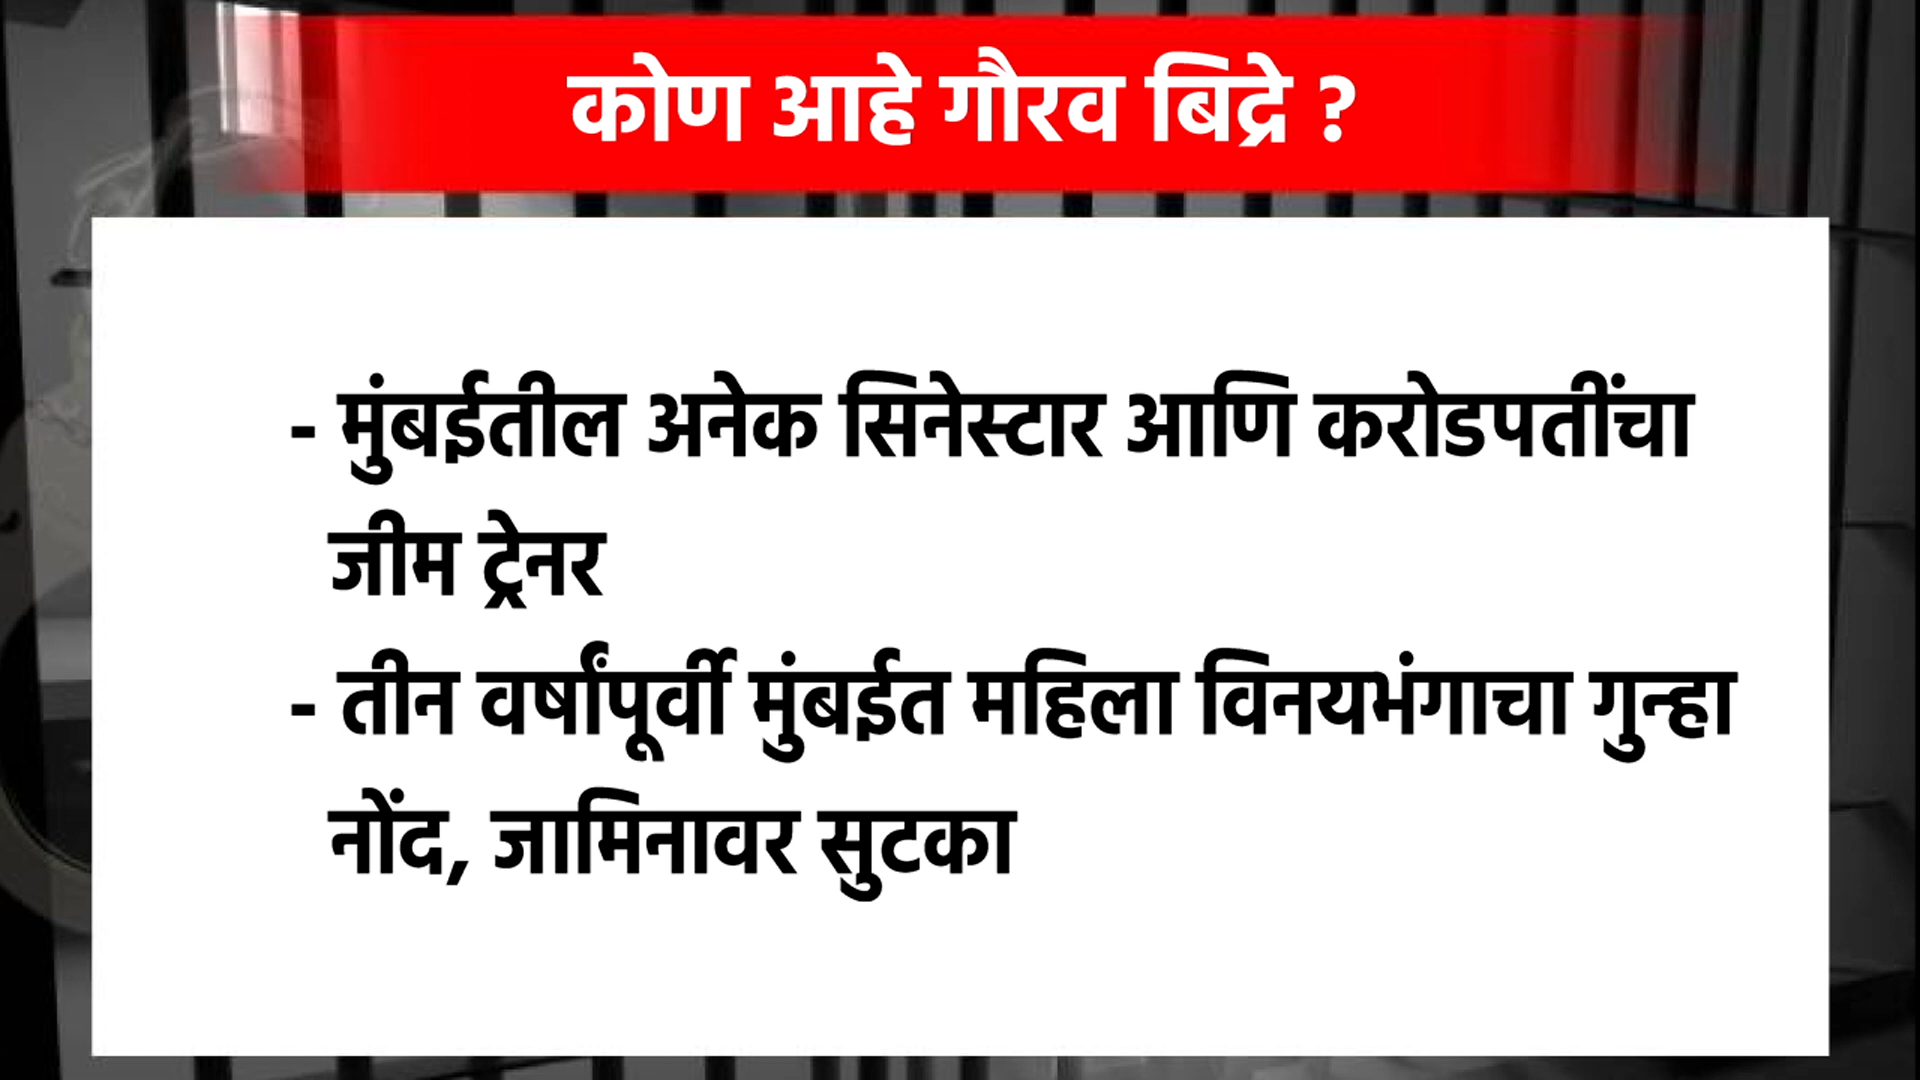 कोण आहे गौरव बिद्रे ?
- मुंबईतील अनेक सिनेस्टार आणि करोडपतींचा
जीम ट्रेनर
- तीन वर्षांपूर्वी मुंबईत महिला विनयभंगाचा गुन्हा
नोंद, जामिनावर सुटका